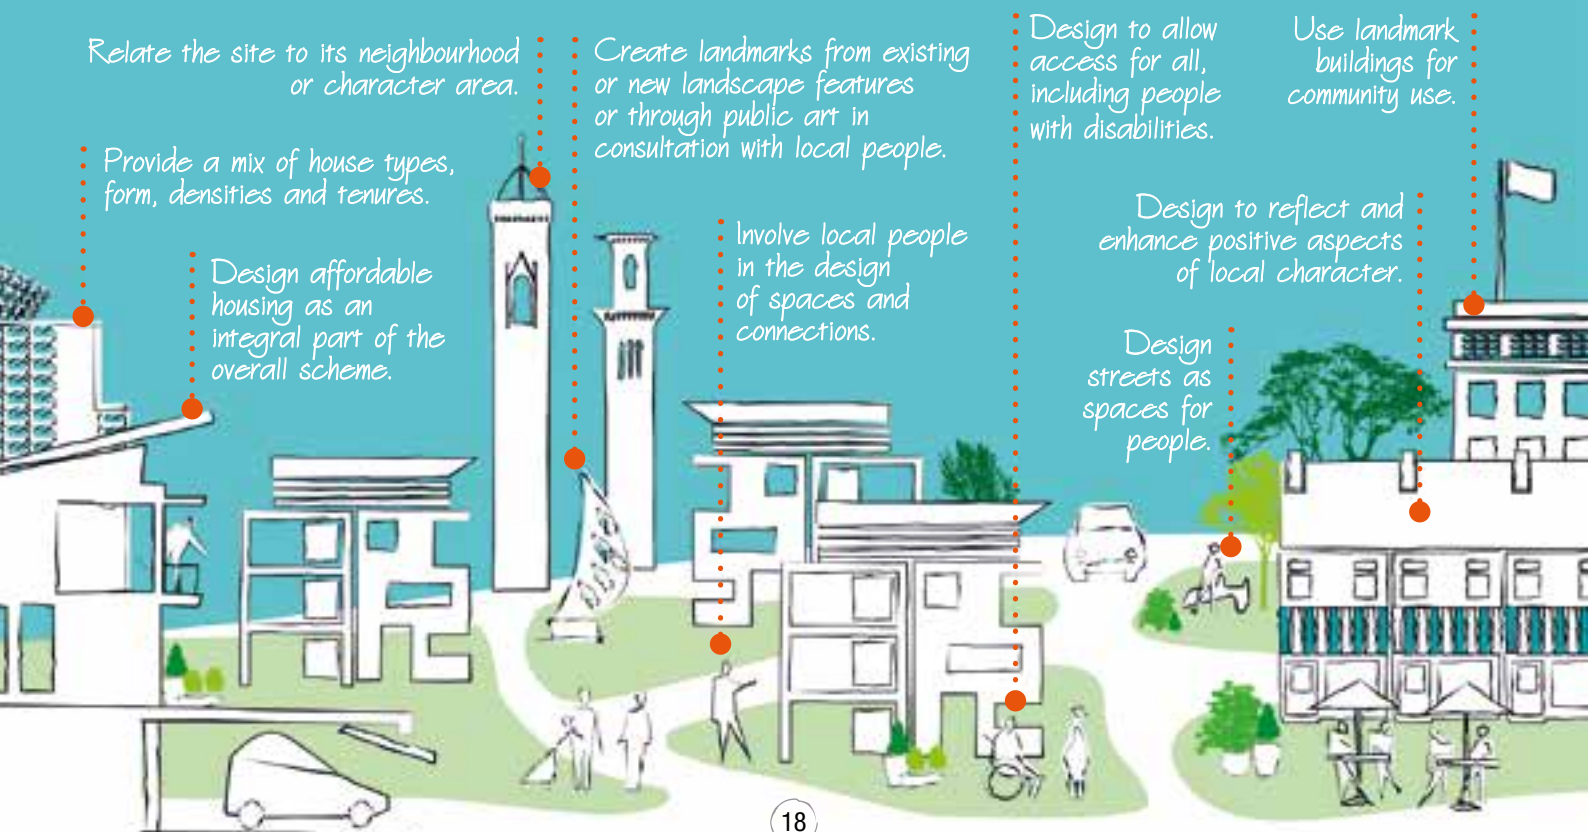 Relate the site to its neighbourhood
or character area.
Create landmarks from existing
or new landscape features
or through public art in
consultation with local people.
Design to allow
access for all,
including people
with disabilities.
Use landmark
buildings for
community use.
Provide a mix of house types,
form, densities and tenures.
Design affordable
housing as an
integral part of the
overall scheme.
Involve local people
in the design
of spaces and
connections.
Design to reflect and
enhance positive aspects
of local character.
Design
streets as
spaces for
people.
18